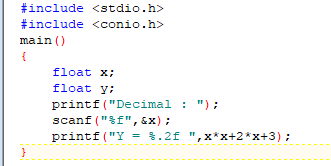 #include <stdio.h>
#include <conio.h>
main()
{
    float x;
    float y;
    printf("Decimal : ");
    scanf("%f",&x);
    printf("Y = %.2f ",x*x+2*x+3);
}